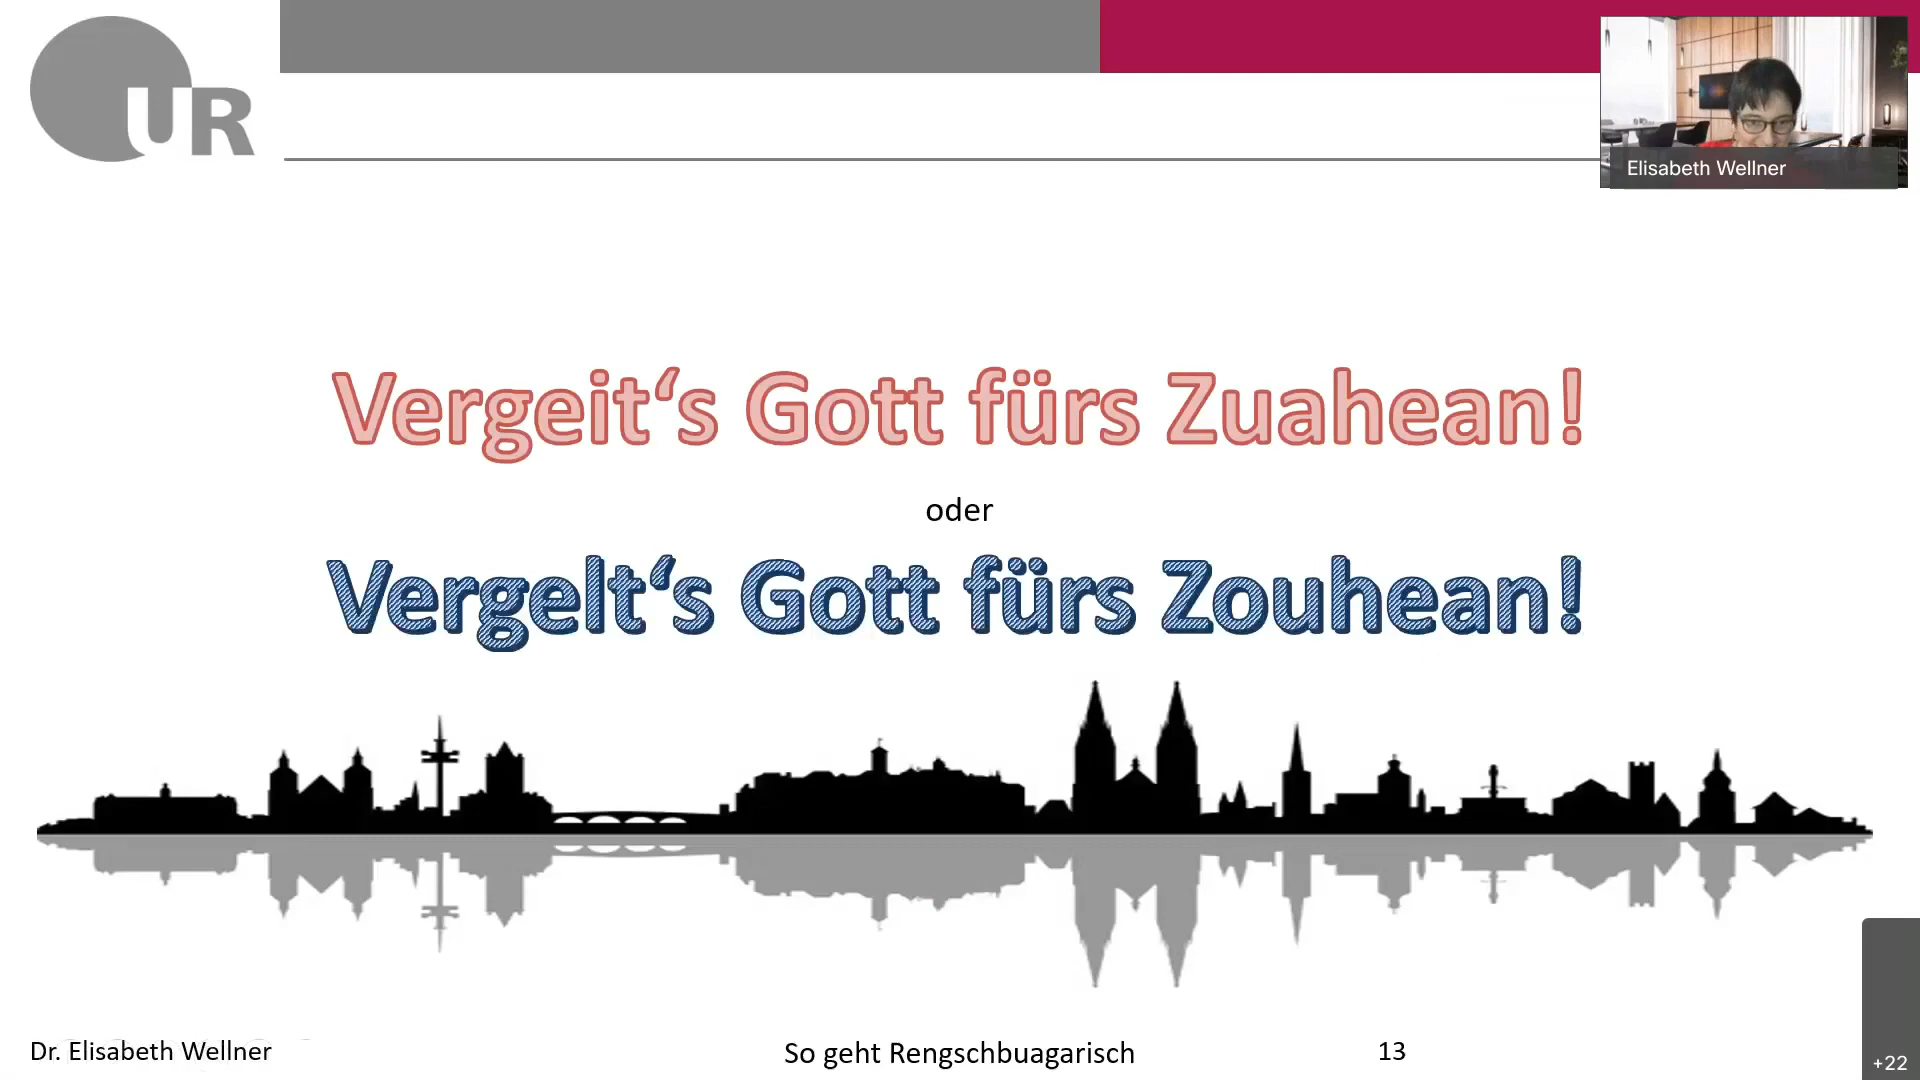 UR
Elisabeth Wellner
Vergeit‘s Gott fürs Zuahean!
oder
Vergelt‘s Gott fürs Zouhean!
Dr. Elisabeth Wellner
So geht Rengschbuagarisch
13
+22